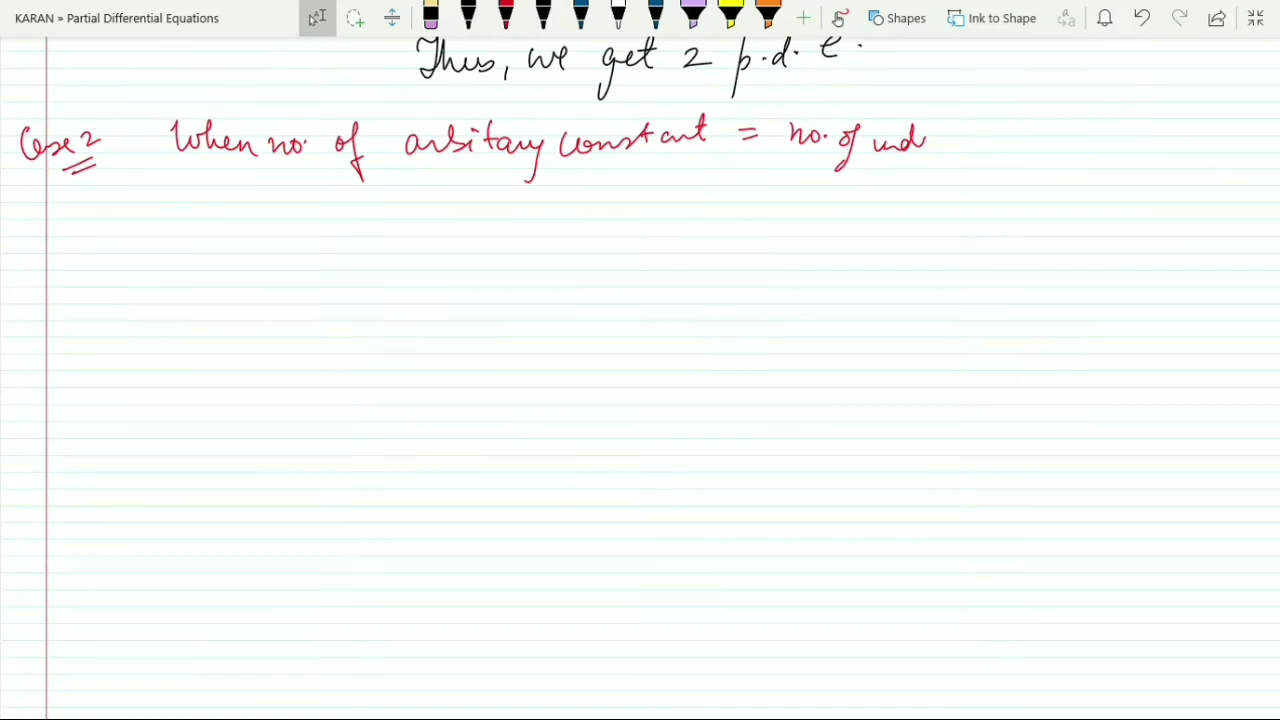 KARAN » Partial Differential Equations Shapes Ink to Shape
Thus, we get 2 p.d.e.
Case 2 When no. of arbitary constant = no. of ind